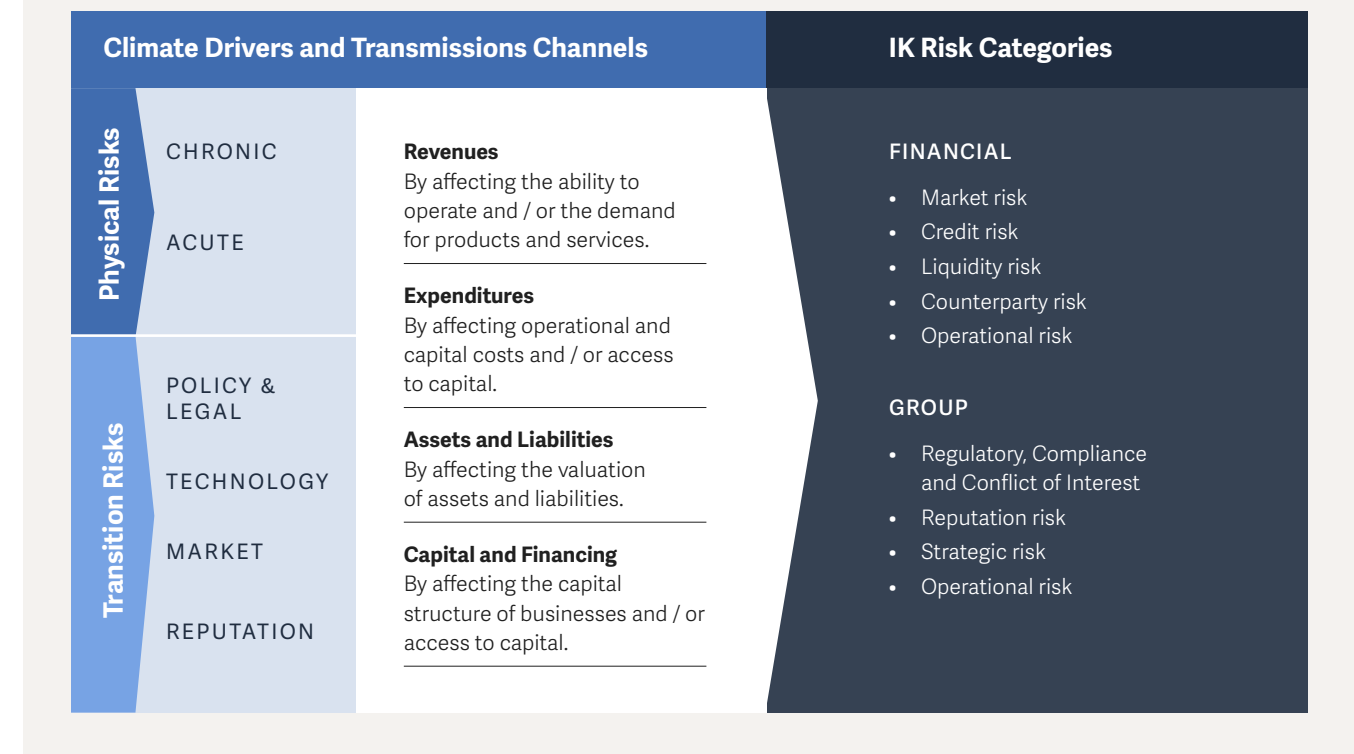 Climate Drivers and Transmissions Channels
IK Risk Categories
Physical Risks
CHRONIC
ACUTE
Transition Risks
POLICY &
LEGAL
TECHNOLOGY
MARKET
REPUTATION
Revenues
By affecting the ability to
operate and / or the demand
for products and services.
Expenditures
By affecting operational and
capital costs and / or access
to capital.
Assets and Liabilities
By affecting the valuation
of assets and liabilities.
Capital and Financing
By affecting the capital
structure of businesses and / or
access to capital.
FINANCIAL
• Market risk
• Credit risk
• Liquidity risk
• Counterparty risk
• Operational risk
GROUP
• Regulatory, Compliance
and Conflict of Interest
• Reputation risk
• Strategic risk
• Operational risk